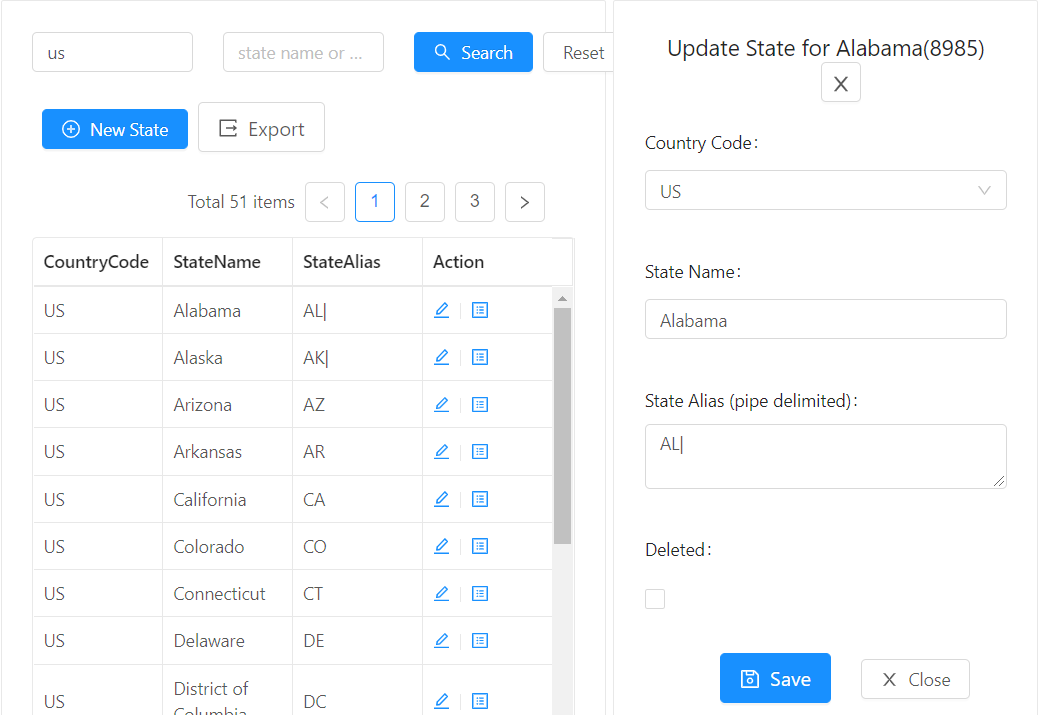 us
state name or ...
Search
Reset
New State
Export
Total 51 items < 1 2 3 >
CountryCode StateName StateAlias Action
US Alabama AL|
US Alaska AK|
US Arizona AZ
US Arkansas AR
US California CA
US Colorado CO
US Connecticut CT
US Delaware DE
US District of Columbia DC
Update State for Alabama(8985)
X
Country Code:
US
State Name:
Alabama
State Alias (pipe delimited):
AL|
Deleted:
Save
X Close